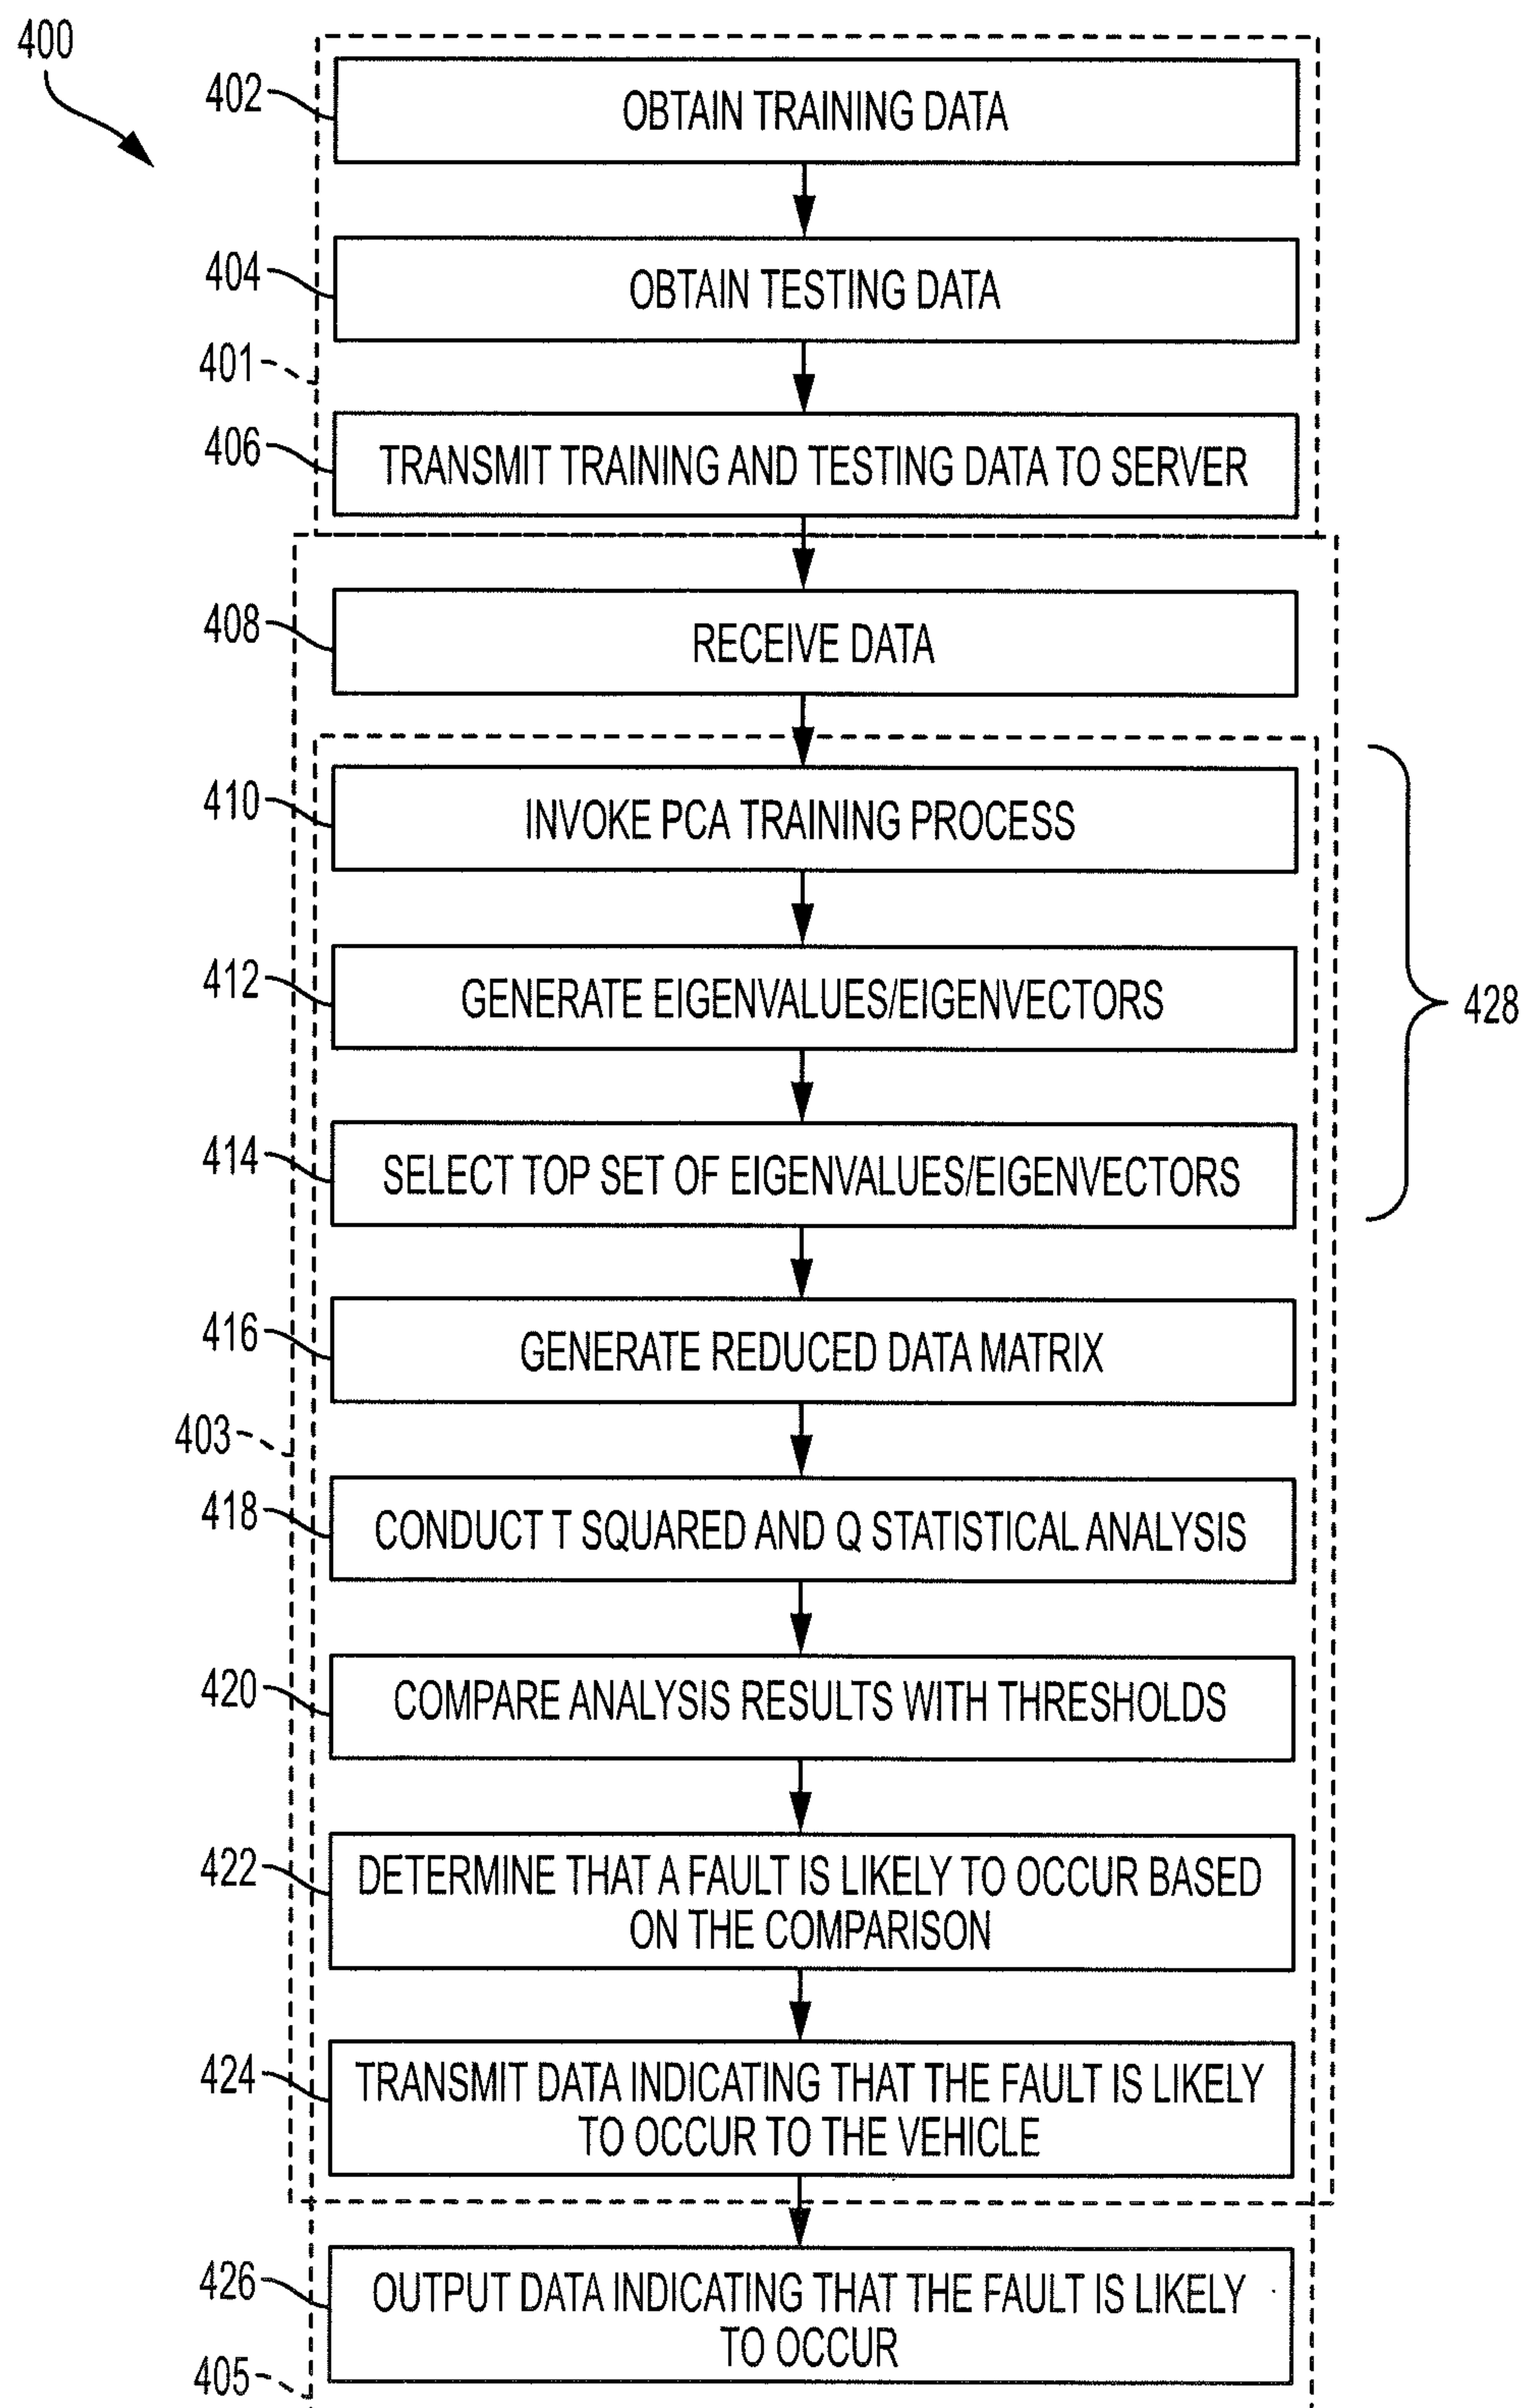 400
402
OBTAIN TRAINING DATA
404
OBTAIN TESTING DATA
401
406
TRANSMIT TRAINING AND TESTING DATA TO SERVER
408
RECEIVE DATA
410
INVOKE PCA TRAINING PROCESS
412
GENERATE EIGENVALUES/EIGENVECTORS
428
414
SELECT TOP SET OF EIGENVALUES/EIGENVECTORS
416
GENERATE REDUCED DATA MATRIX
403
418
CONDUCT T SQUARED AND Q STATISTICAL ANALYSIS
420
COMPARE ANALYSIS RESULTS WITH THRESHOLDS
422
DETERMINE THAT A FAULT IS LIKELY TO OCCUR BASED
ON THE COMPARISON
424
TRANSMIT DATA INDICATING THAT THE FAULT IS LIKELY
TO OCCUR TO THE VEHICLE
426
OUTPUT DATA INDICATING THAT THE FAULT IS LIKELY
TO OCCUR
405